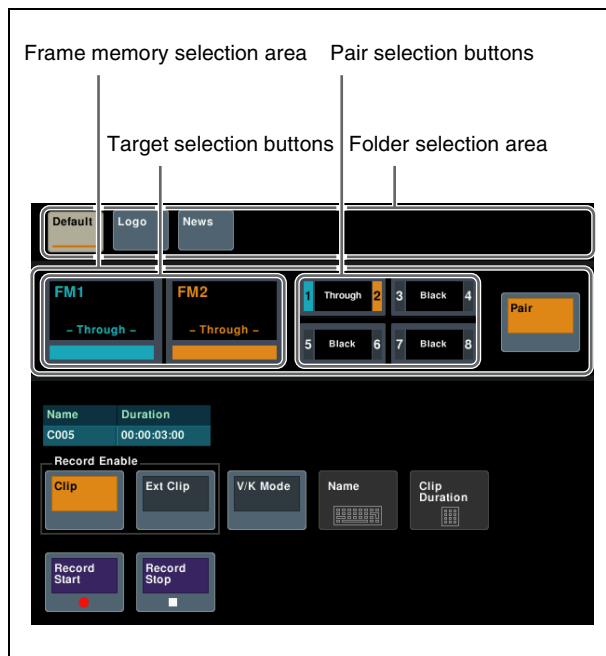 Frame memory selection area Pair selection buttons
Target selection buttons Folder selection area
Default Logo News
FM1 FM2
1 Through 2 3 Black 4
Pair
– Through – – Through –
5 Black 6 7 Black 8
Name Duration
C005 00:00:03:00
Record Enable
Clip Ext Clip V/K Mode Name Clip
Duration
Record Record
Start Stop